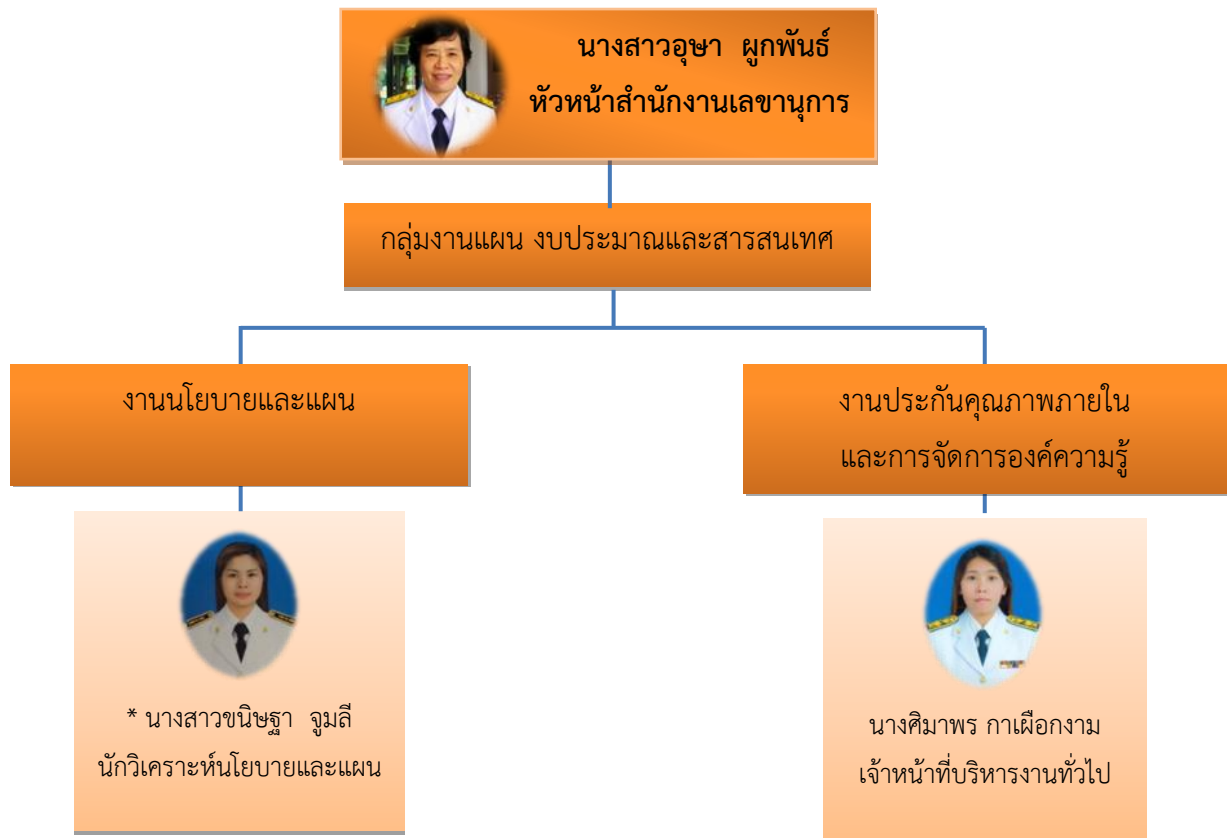 นางสาวอุษา ผูกพันธ์
หัวหน้าสำนักงานเลขานุการ
กลุ่มงานแผน งบประมาณและสารสนเทศ
งานนโยบายและแผน
งานประกันคุณภาพภายใน
และการจัดการองค์ความรู้
* นางสาวขนิษฐา จูมลี
นักวิเคราะห์นโยบายและแผน
นางศิมาพร กาเผือกงาม
เจ้าหน้าที่บริหารงานทั่วไป